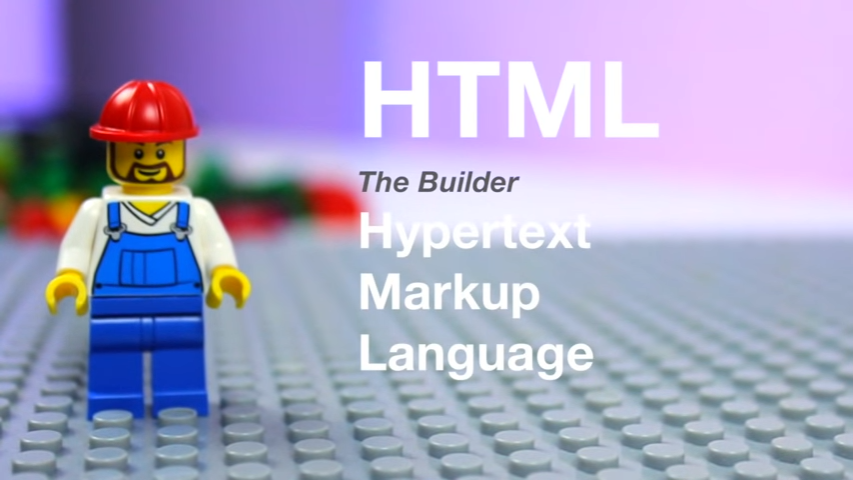 HTML
The Builder
Hypertext
Markup
Language